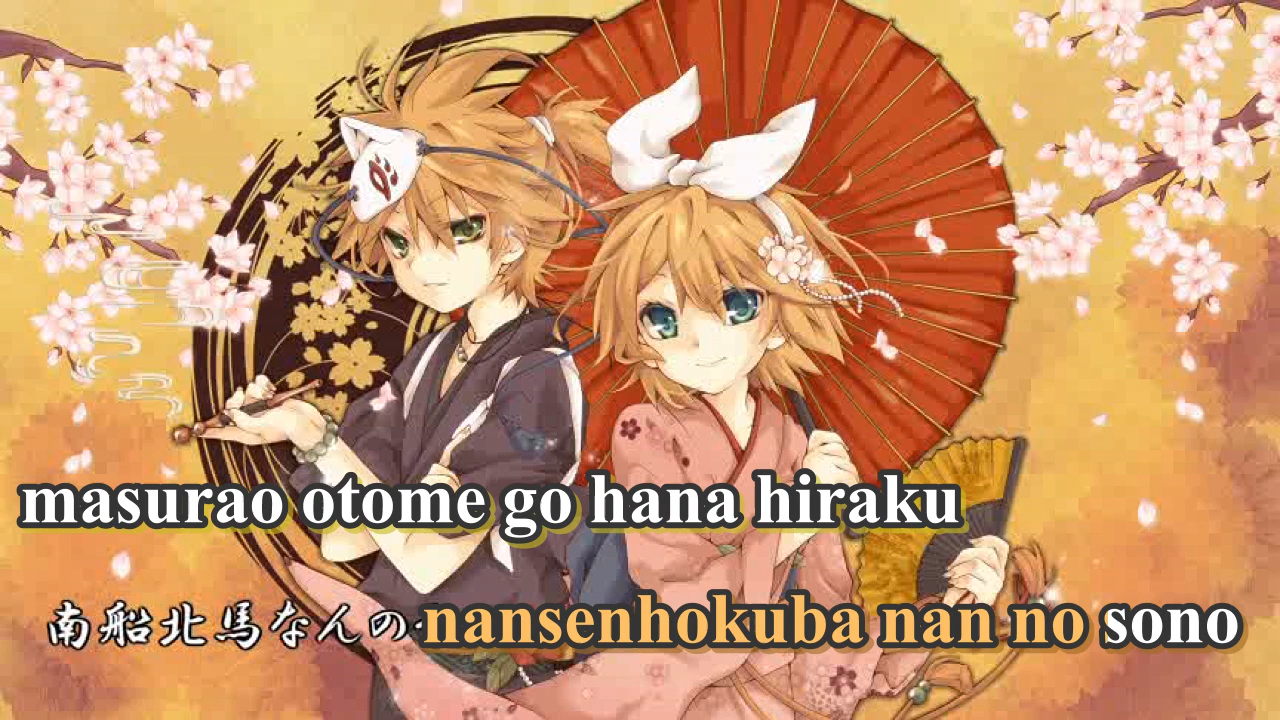 masurao otome go hana hiraku
南船北馬なんの
nansenhokuba nan no sono